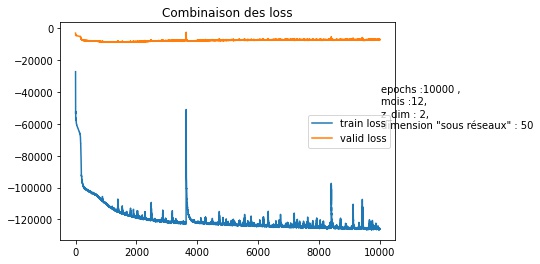 Combinaison des loss
0
−20000
−40000
−60000
−80000
−100000
−120000
0
2000
4000
6000
8000
10000
train loss
valid loss
epochs :10000 ,
mois :12,
z_dim : 2,
dimension "sous réseaux" : 50